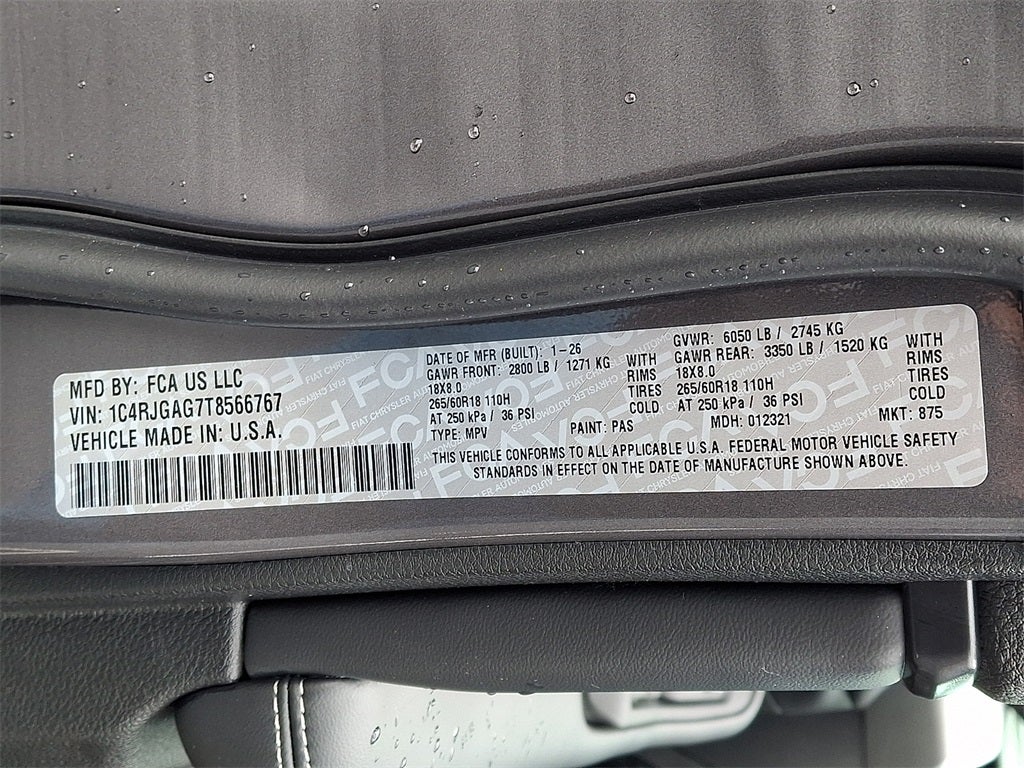 MFD BY: FCA US LLC
VIN: 1C4RJGAG7T8566767
VEHICLE MADE IN: U.S.A.
DATE OF MFR (BUILT): 1-26 GVWR: 6050 LB / 2745 KG
GAWR FRONT: 2800 LB / 1271 KG WITH GAWR REAR: 3350 LB / 1520 KG WITH
18X8.0 RIMS 18X8.0 RIMS
265/60R18 110H TIRES 265/60R18 110H TIRES
AT 250 kPa / 36 PSI COLD. AT 250 kPa / 36 PSI COLD
TYPE: MPV PAINT: PAS MDH: 012321 MKT: 875
THIS VEHICLE CONFORMS TO ALL APPLICABLE U.S.A. FEDERAL MOTOR VEHICLE SAFETY
STANDARDS IN EFFECT ON THE DATE OF MANUFACTURE SHOWN ABOVE.